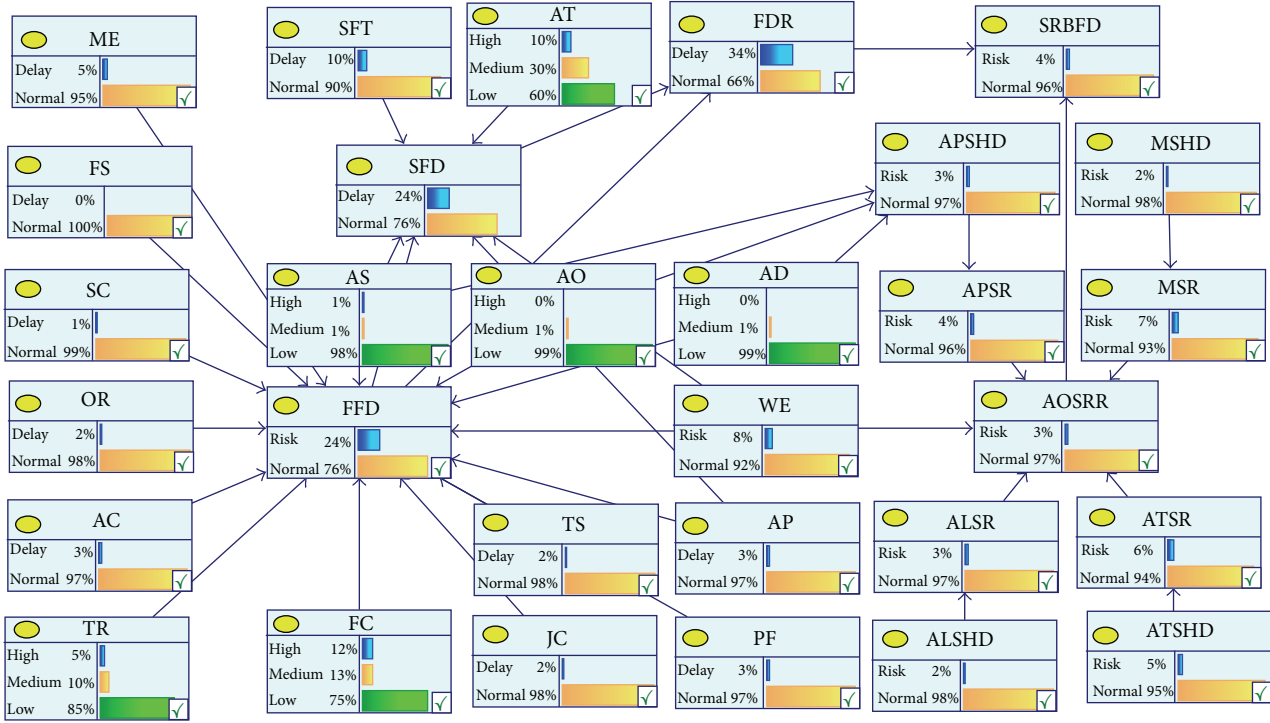 ME
Delay 5%
Normal 95%
SFT
Delay 10%
Normal 90%
AT
High 10%
Medium 30%
Low 60%
FDR
Delay 34%
Normal 66%
SRBFD
Risk 4%
Normal 96%
FS
Delay 0%
Normal 100%
SFD
Delay 24%
Normal 76%
APSHD
Risk 3%
Normal 97%
MSHD
Risk 2%
Normal 98%
SC
Delay 1%
Normal 99%
AS
High 1%
Medium 1%
Low 98%
AO
High 0%
Medium 1%
Low 99%
AD
High 0%
Medium 1%
Low 99%
APSR
Risk 4%
Normal 96%
MSR
Risk 7%
Normal 93%
OR
Delay 2%
Normal 98%
FFD
Risk 24%
Normal 76%
WE
Risk 8%
Normal 92%
AOSRR
Risk 3%
Normal 97%
AC
Delay 3%
Normal 97%
TS
Delay 2%
Normal 98%
AP
Delay 3%
Normal 97%
ALSR
Risk 3%
Normal 97%
ATSR
Risk 6%
Normal 94%
TR
High 5%
Medium 10%
Low 85%
FC
High 12%
Medium 13%
Low 75%
JC
Delay 2%
Normal 98%
PF
Delay 3%
Normal 97%
ALSHD
Risk 2%
Normal 98%
ATSHD
Risk 5%
Normal 95%